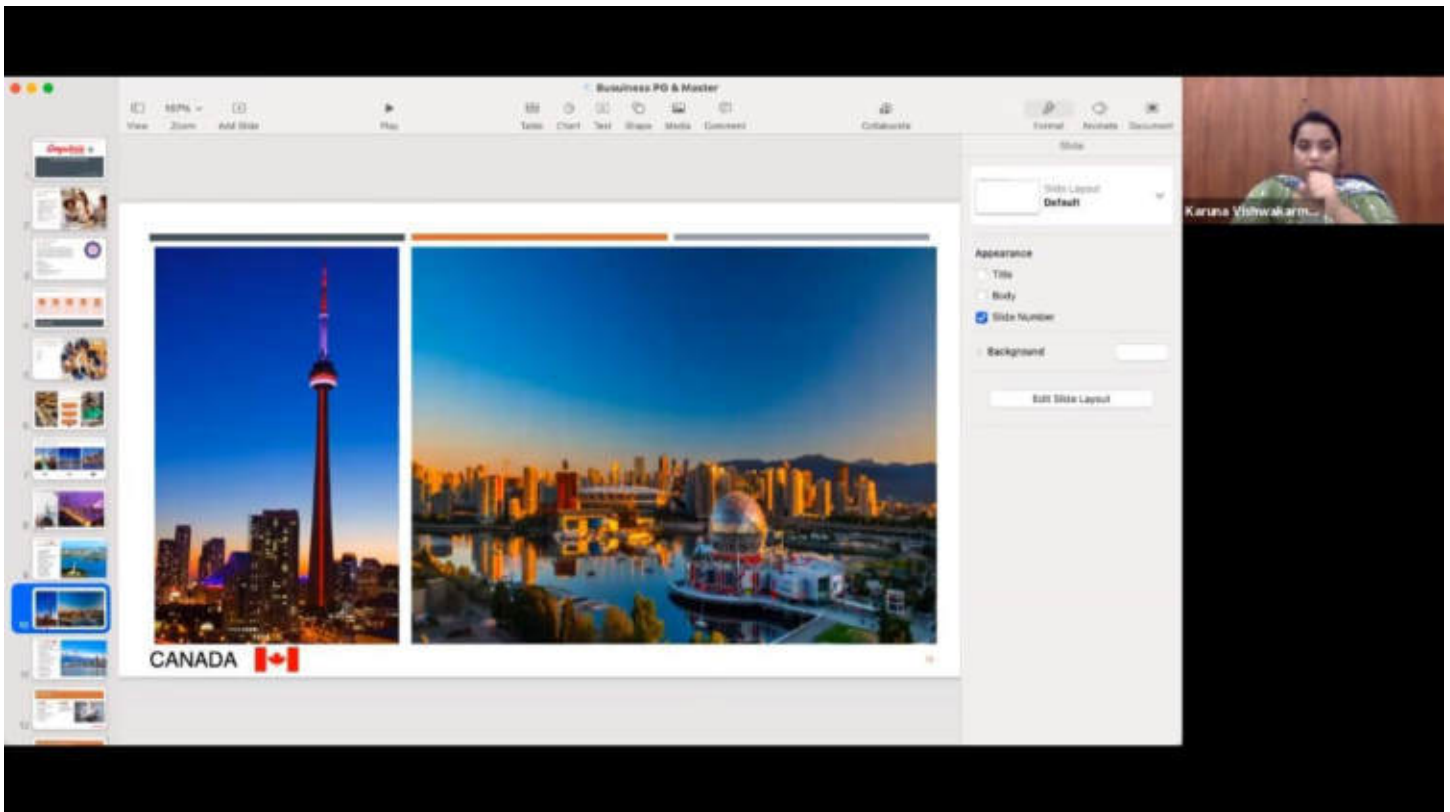 Busuiness PG & Master
View
Zoom
Add Slide
Play
Table
Chart
Text
Shape
Media
Comment
Collaborate
Format
Animate
Document
Slide
Slide Layout
Default
Appearance
Title
Body
Slide Number
Background
Edit Slide Layout
Karuna Vishwakarm...
CANADA